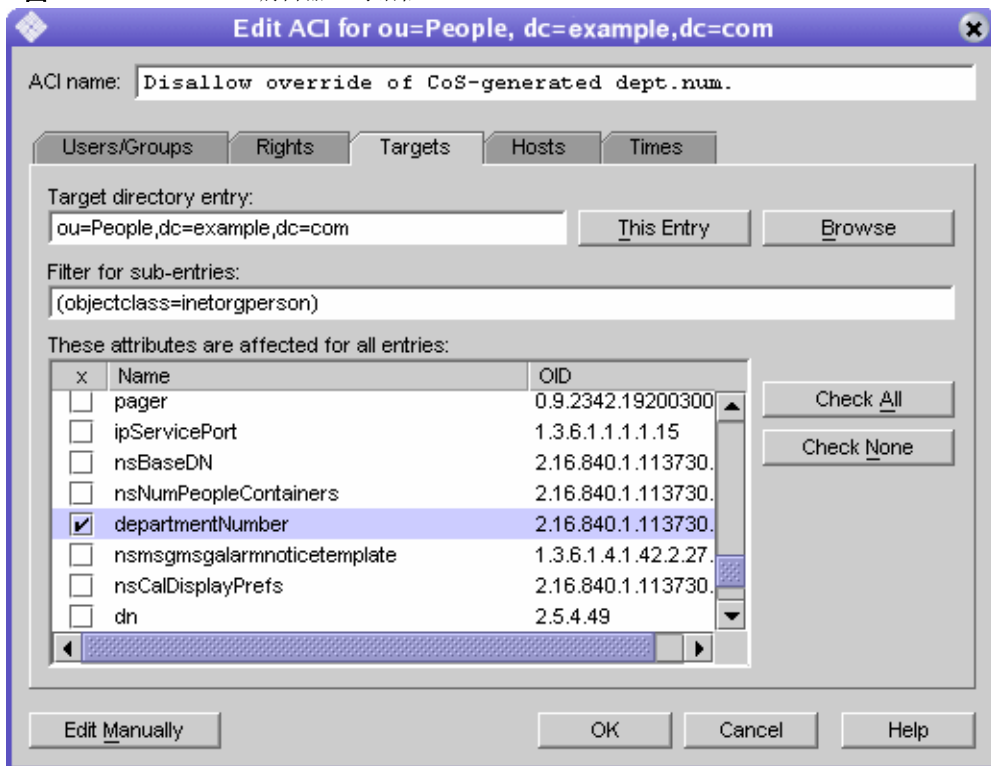 Edit ACI for ou=People, dc=example,dc=com
ACI name: Disallow override of CoS-generated dept.num.
Users/Groups Rights Targets Hosts Times
Target directory entry:
ou=People,dc=example,dc=com This Entry Browse
Filter for sub-entries:
(objectclass=inetorgperson)
These attributes are affected for all entries:
x Name OID
pager 0.9.2342.19200300 Check All
ipServicePort 1.3.6.1.1.1.1.15
nsBaseDN 2.16.840.1.113730. Check None
nsNumPeopleContainers 2.16.840.1.113730.
departmentNumber 2.16.840.1.113730.
nsmsgmsgalarmnoticetemplate 1.3.6.1.4.1.42.2.27.
nsCalDisplayPrefs 2.16.840.1.113730.
dn 2.5.4.49
Edit Manually OK Cancel Help